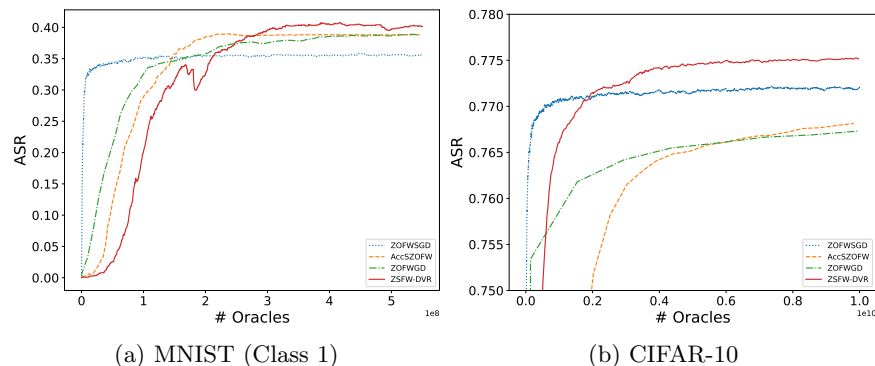 0.40
0.35
0.30
0.25
0.20
0.15
0.10
0.05
0.00
ASR
0 1 2 3 4 5
1e8
# Oracles
ZOFWSGD
AccSZOFW
ZOFWGD
ZSFW-DVR
(a) MNIST (Class 1)
0.780
0.775
0.770
0.765
0.760
0.755
0.750
ASR
0.0 0.2 0.4 0.6 0.8 1.0
1e10
# Oracles
ZOFWSGD
AccSZOFW
ZOFWGD
ZSFW-DVR
(b) CIFAR-10